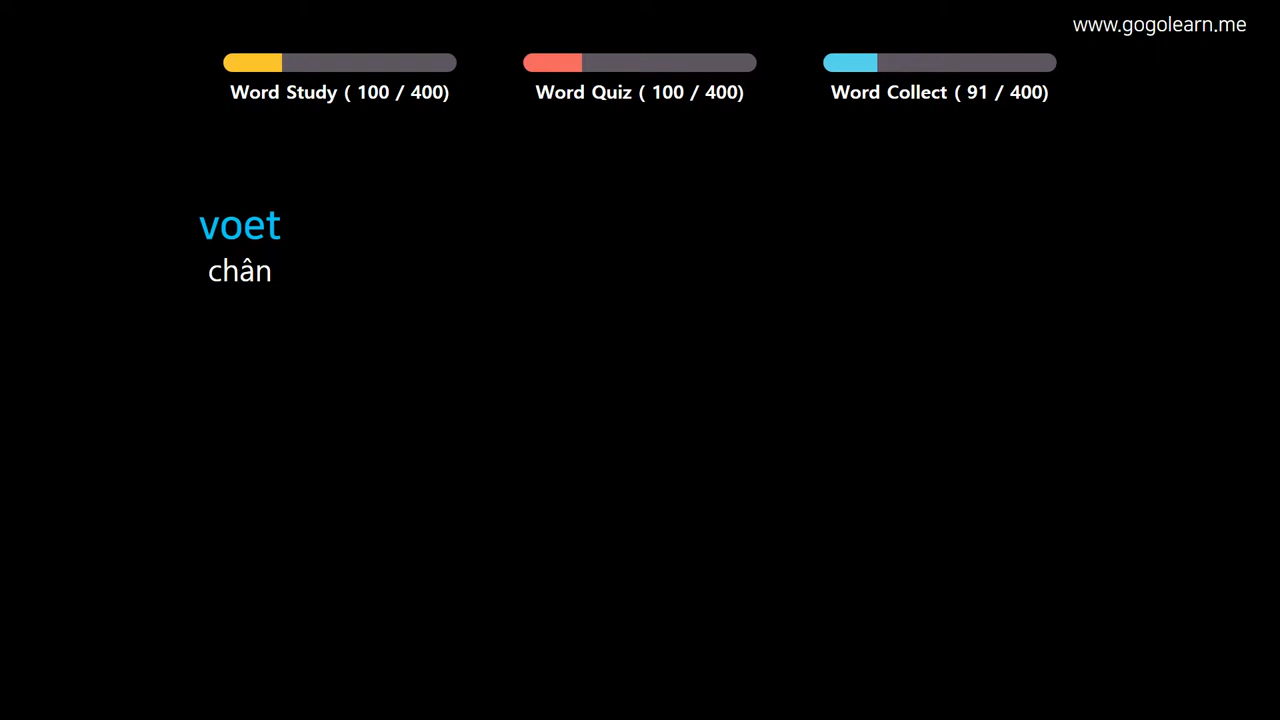 www.gogolearn.me
Word Study ( 100 / 400)
Word Quiz ( 100 / 400)
Word Collect ( 91 / 400)
voet
chân